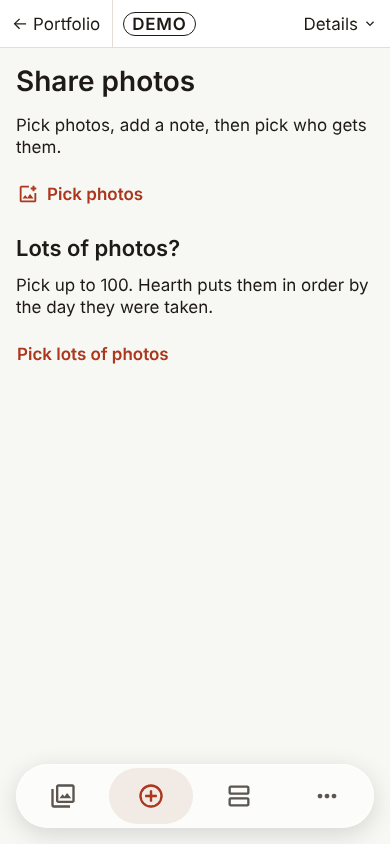 ← Portfolio
DEMO
Details
Share photos
Pick photos, add a note, then pick who gets
them.
Pick photos
Lots of photos?
Pick up to 100. Hearth puts them in order by
the day they were taken.
Pick lots of photos